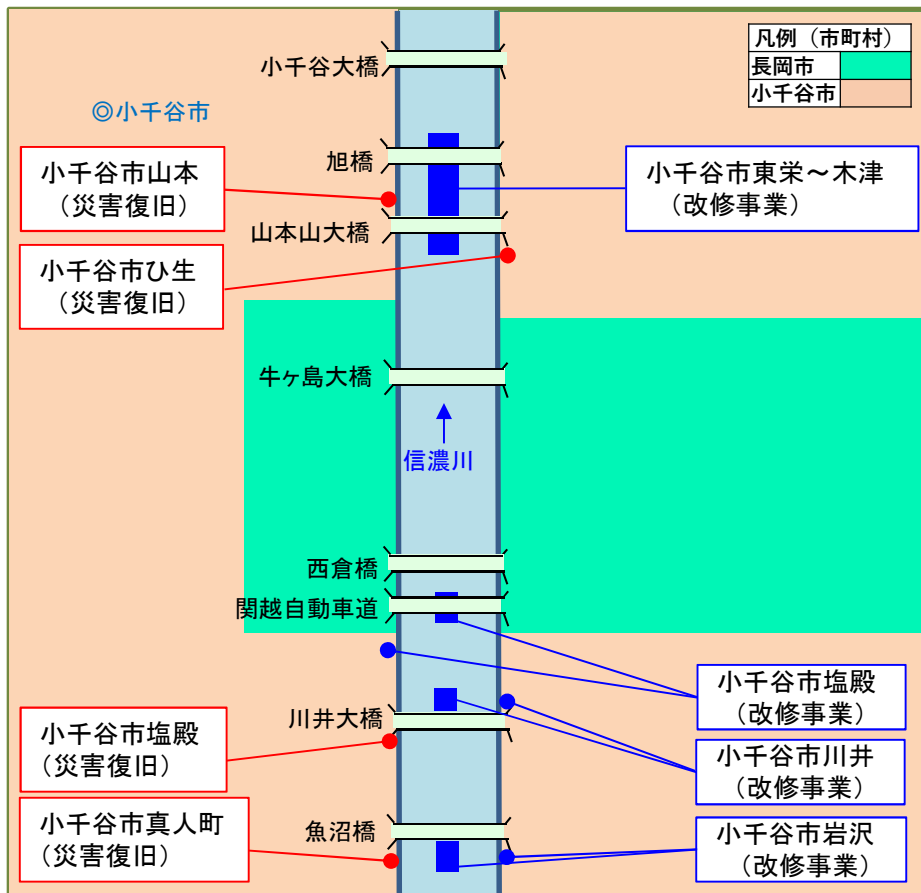 凡例（市町村）
長岡市
小千谷市
小千谷大橋
◎小千谷市
旭橋
小千谷市山本
（災害復旧）
小千谷市東栄～木津
（改修事業）
山本山大橋
小千谷市ひ生
（災害復旧）
牛ヶ島大橋
信濃川
西倉橋
関越自動車道
小千谷市塩殿
（改修事業）
川井大橋
小千谷市塩殿
（災害復旧）
小千谷市川井
（改修事業）
小千谷市真人町
（災害復旧）
魚沼橋
小千谷市岩沢
（改修事業）